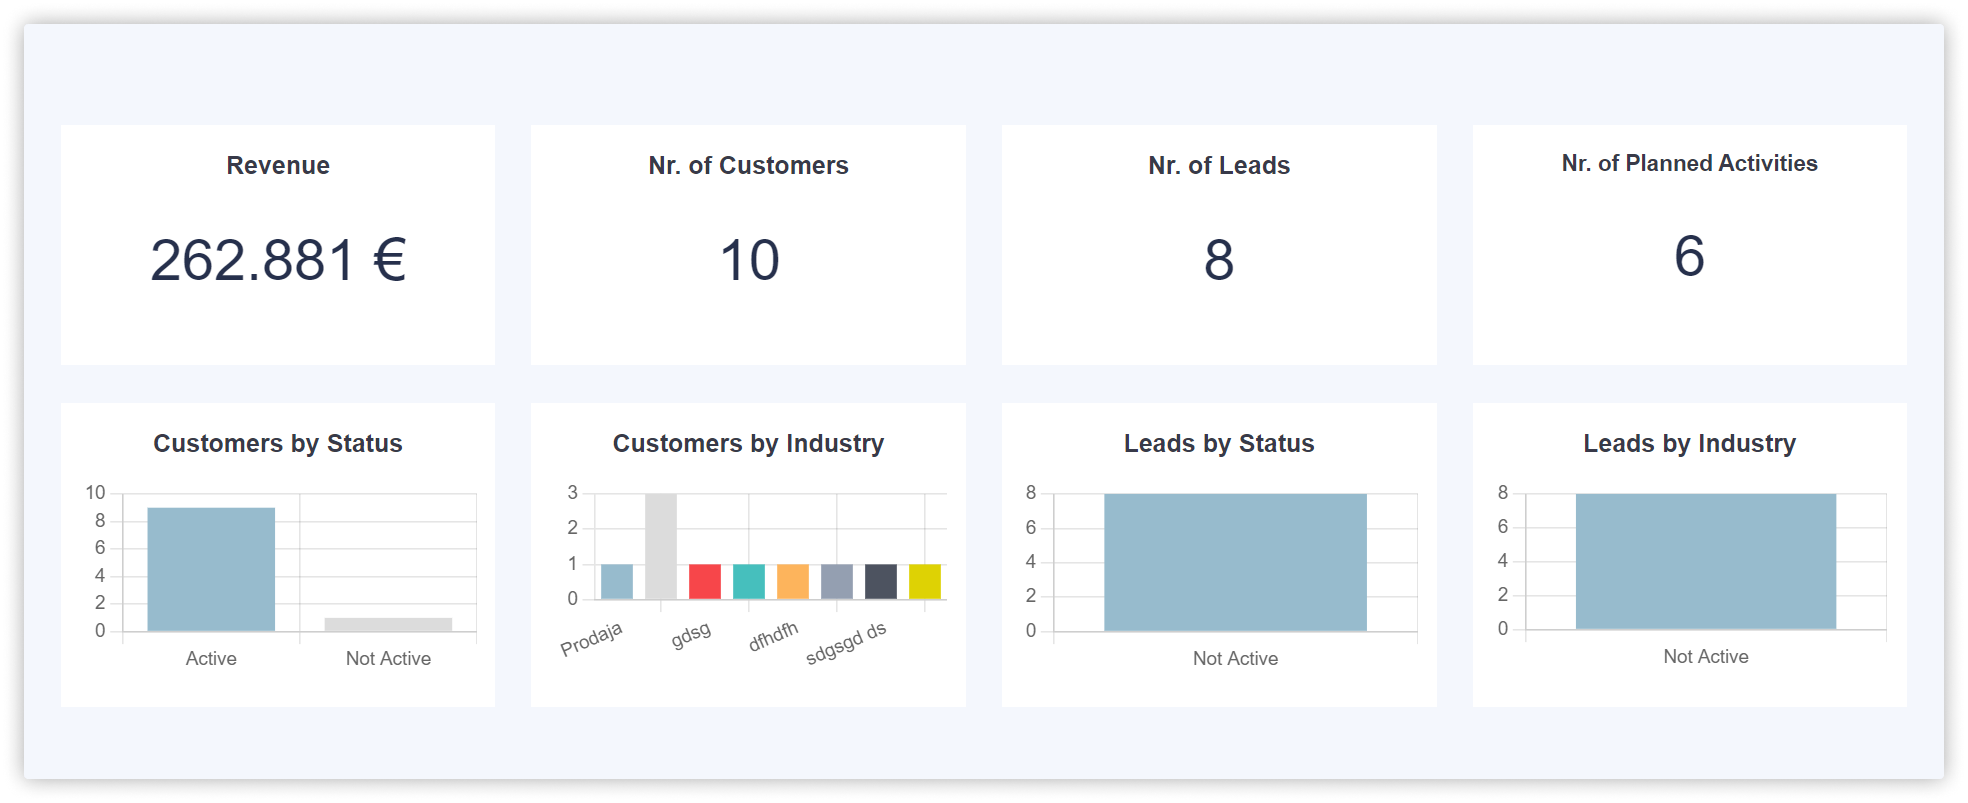 Revenue
262.881 €
Nr. of Customers
10
Nr. of Leads
8
Nr. of Planned Activities
6
Customers by Status
10
8
6
4
2
0
Active
Not Active
Customers by Industry
3
2
1
0
Prodaja
gdsg
dfhdfh
sdgsgd ds
Leads by Status
8
6
4
2
0
Not Active
Leads by Industry
8
6
4
2
0
Not Active